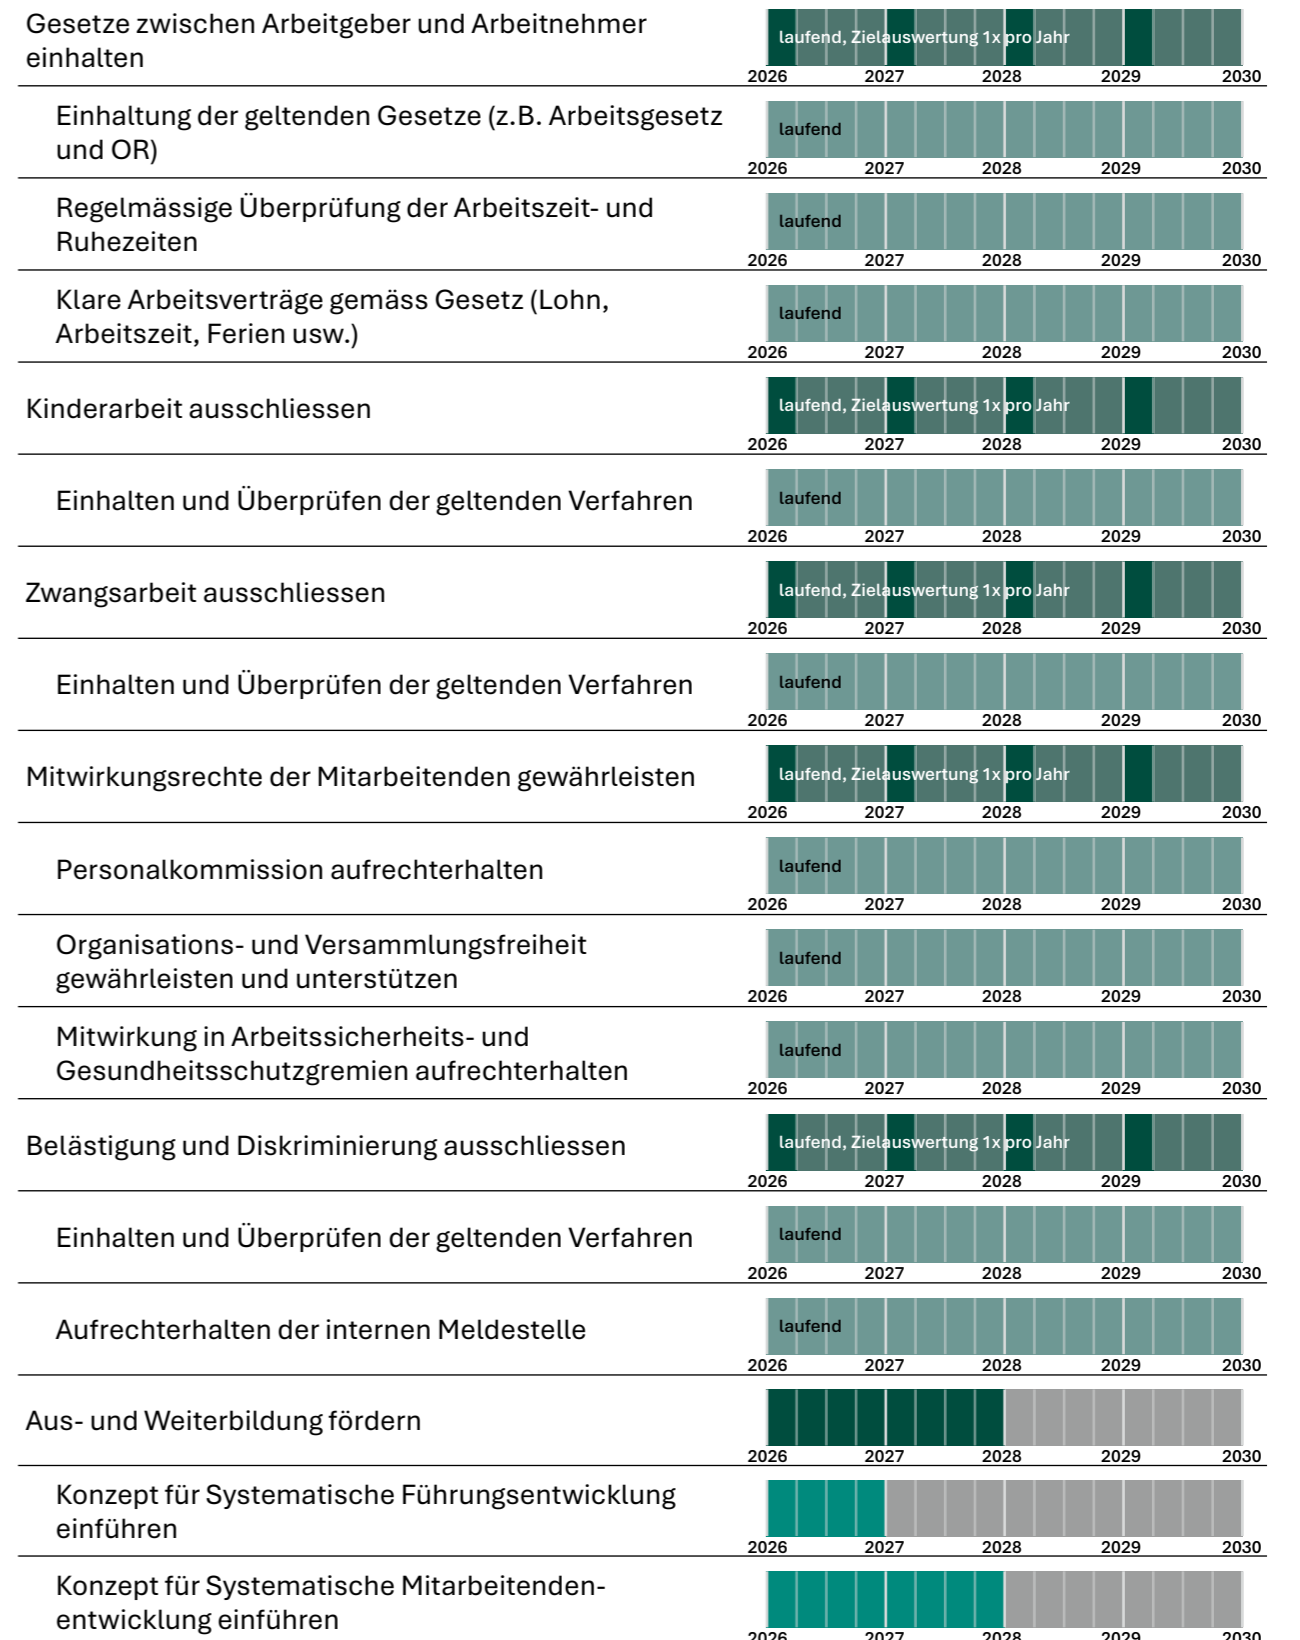 Gesetze zwischen Arbeitgeber und Arbeitnehmer
einhalten
laufend, Zielauswertung 1x pro Jahr
2026 2027 2028 2029 2030
Einhaltung der geltenden Gesetze (z.B. Arbeitsgesetz
und OR)
laufend
2026 2027 2028 2029 2030
Regelmässige Überprüfung der Arbeitszeit- und
Ruhezeiten
laufend
2026 2027 2028 2029 2030
Klare Arbeitsverträge gemäss Gesetz (Lohn,
Arbeitszeit, Ferien usw.)
laufend
2026 2027 2028 2029 2030
Kinderarbeit ausschliessen
laufend, Zielauswertung 1x pro Jahr
2026 2027 2028 2029 2030
Einhalten und Überprüfen der geltenden Verfahren
laufend
2026 2027 2028 2029 2030
Zwangsarbeit ausschliessen
laufend, Zielauswertung 1x pro Jahr
2026 2027 2028 2029 2030
Einhalten und Überprüfen der geltenden Verfahren
laufend
2026 2027 2028 2029 2030
Mitwirkungsrechte der Mitarbeitenden gewährleisten
laufend, Zielauswertung 1x pro Jahr
2026 2027 2028 2029 2030
Personalkommission aufrechterhalten
laufend
2026 2027 2028 2029 2030
Organisations- und Versammlungsfreiheit
gewährleisten und unterstützen
laufend
2026 2027 2028 2029 2030
Mitwirkung in Arbeitssicherheits- und
Gesundheitsschutzgremien aufrechterhalten
laufend
2026 2027 2028 2029 2030
Belästigung und Diskriminierung ausschliessen
laufend, Zielauswertung 1x pro Jahr
2026 2027 2028 2029 2030
Einhalten und Überprüfen der geltenden Verfahren
laufend
2026 2027 2028 2029 2030
Aufrechterhalten der internen Meldestelle
laufend
2026 2027 2028 2029 2030
Aus- und Weiterbildung fördern
2026 2027 2028 2029 2030
Konzept für Systematische Führungsentwicklung
einführen
2026 2027 2028 2029 2030
Konzept für Systematische Mitarbeitenden-
entwicklung einführen
2026 2027 2028 2029 2030